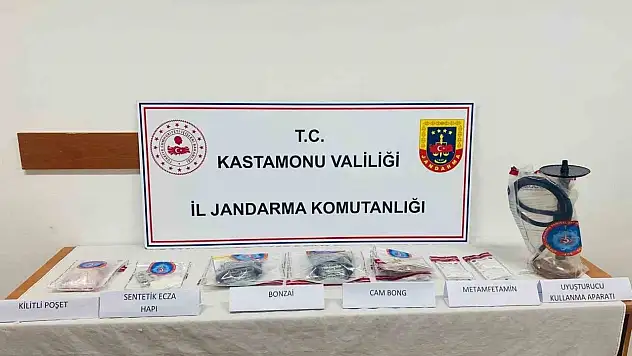 T.C.
KASTAMONU VALİLİĞİ
İL JANDARMA KOMUTANLIĞI
JANDARMA
KİLİTLİ POŞET
SENTETİK ECZA
HAPI
BONZAİ
CAM BONG
METAMFETAMİN
UYUŞTURUCU
KULLANMA APARATI